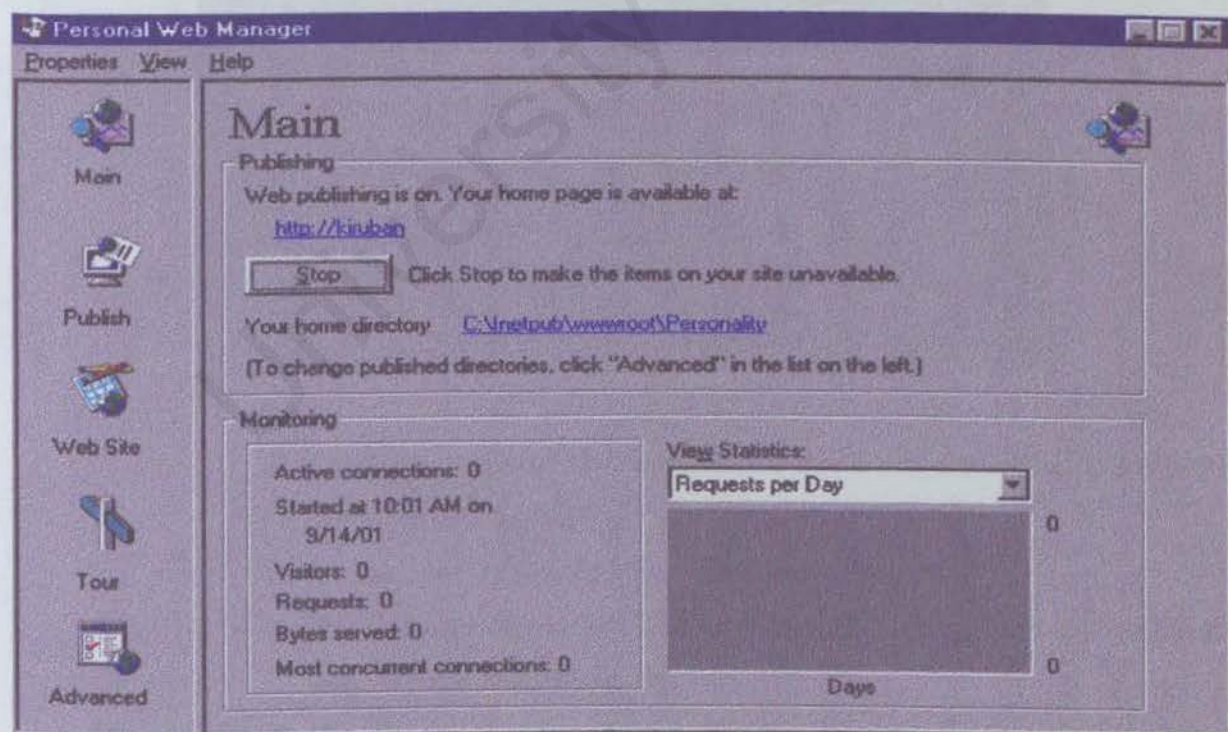 Personal Web Manager
Properties View Help
Main
Publish
Web Site
Tour
Advanced
Main
Publishing
Web publishing is on. Your home page is available at:
http://kiruban
Stop Click Stop to make the items on your site unavailable.
Your home directory C:\Inetpub\wwwroot\Personality
(To change published directories, click "Advanced" in the list on the left.)
Monitoring
Active connections: 0
Started at 10:01 AM on
9/14/01
Visitors: 0
Requests: 0
Bytes served: 0
Most concurrent connections: 0
View Statistics:
Requests per Day
0
0
Days
University